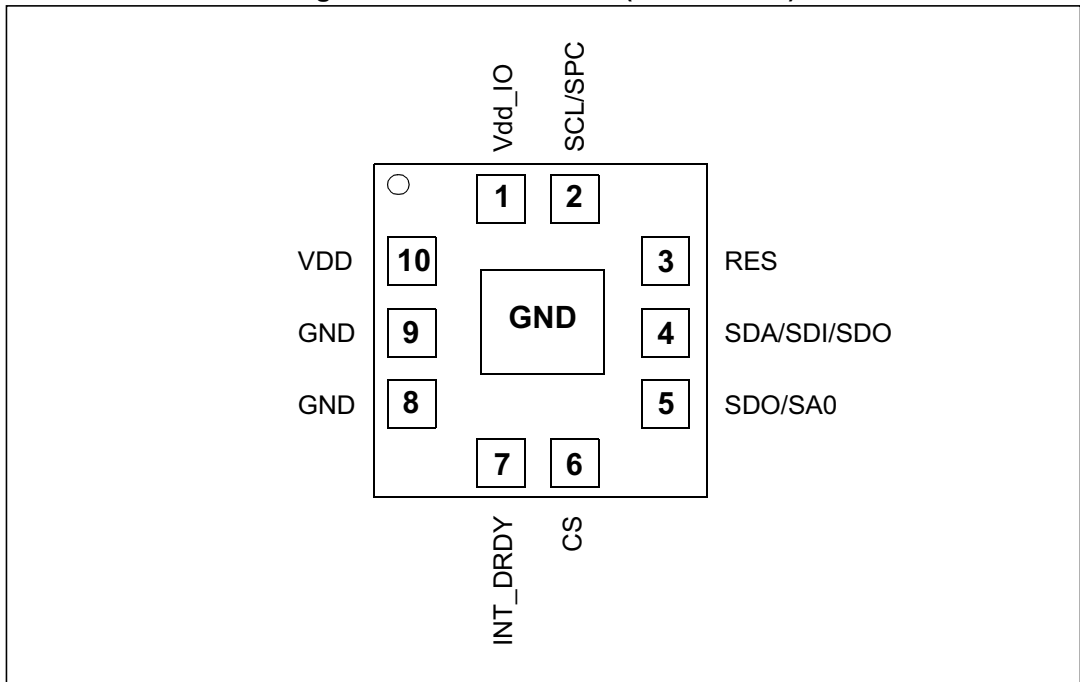 Vdd_IO
SCL/SPC
1
2
VDD
10
3
RES
GND
9
GND
4
SDA/SDI/SDO
GND
8
5
SDO/SA0
7
6
INT_DRDY
CS